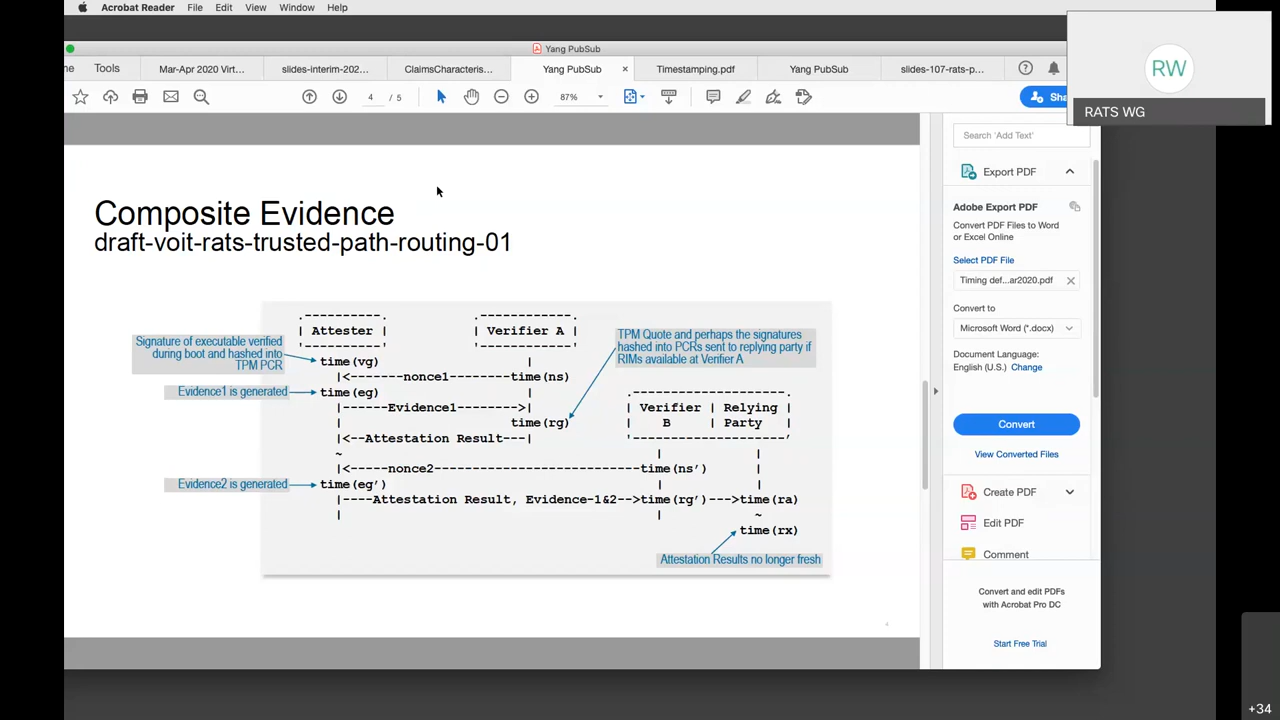 Acrobat Reader File Edit View Window Help
Yang PubSub
me Tools Mar-Apr 2020 Virt... slides-interim-202... ClaimsCharacteris... Yang PubSub × Timestamping.pdf Yang PubSub slides-107-rats-p...
4 / 5 87% Sha
RW
RATS WG
Search 'Add Text'
Export PDF
Adobe Export PDF
Convert PDF Files to Word
or Excel Online
Select PDF File
Timing def...ar2020.pdf
Convert to
Microsoft Word (*.docx)
Document Language:
English (U.S.) Change
Convert
View Converted Files
Create PDF
Edit PDF
Comment
Convert and edit PDFs
with Acrobat Pro DC
Start Free Trial
Composite Evidence
draft-voit-rats-trusted-path-routing-01
.----------. .-----------.
| Attester | | Verifier A |
'----------' '-----------'
Signature of executable verified
during boot and hashed into
TPM PCR
TPM Quote and perhaps the signatures
hashed into PCRs sent to replying party if
RIMs available at Verifier A
time(vg) |
|<------nonce1-------time(ns)
Evidence1 is generated
time(eg) |
|------Evidence1------->|
| time(rg)
|<--Attestation Result---|
.--------------------.
| Verifier | Relying |
| B | Party |
'--------------------'
~ | |
|<-----nonce2-----------------------time(ns') |
Evidence2 is generated
time(eg') | |
|----Attestation Result, Evidence-1&2-->time(rg')--->time(ra)
| | ~
time(rx)
Attestation Results no longer fresh
4
+34